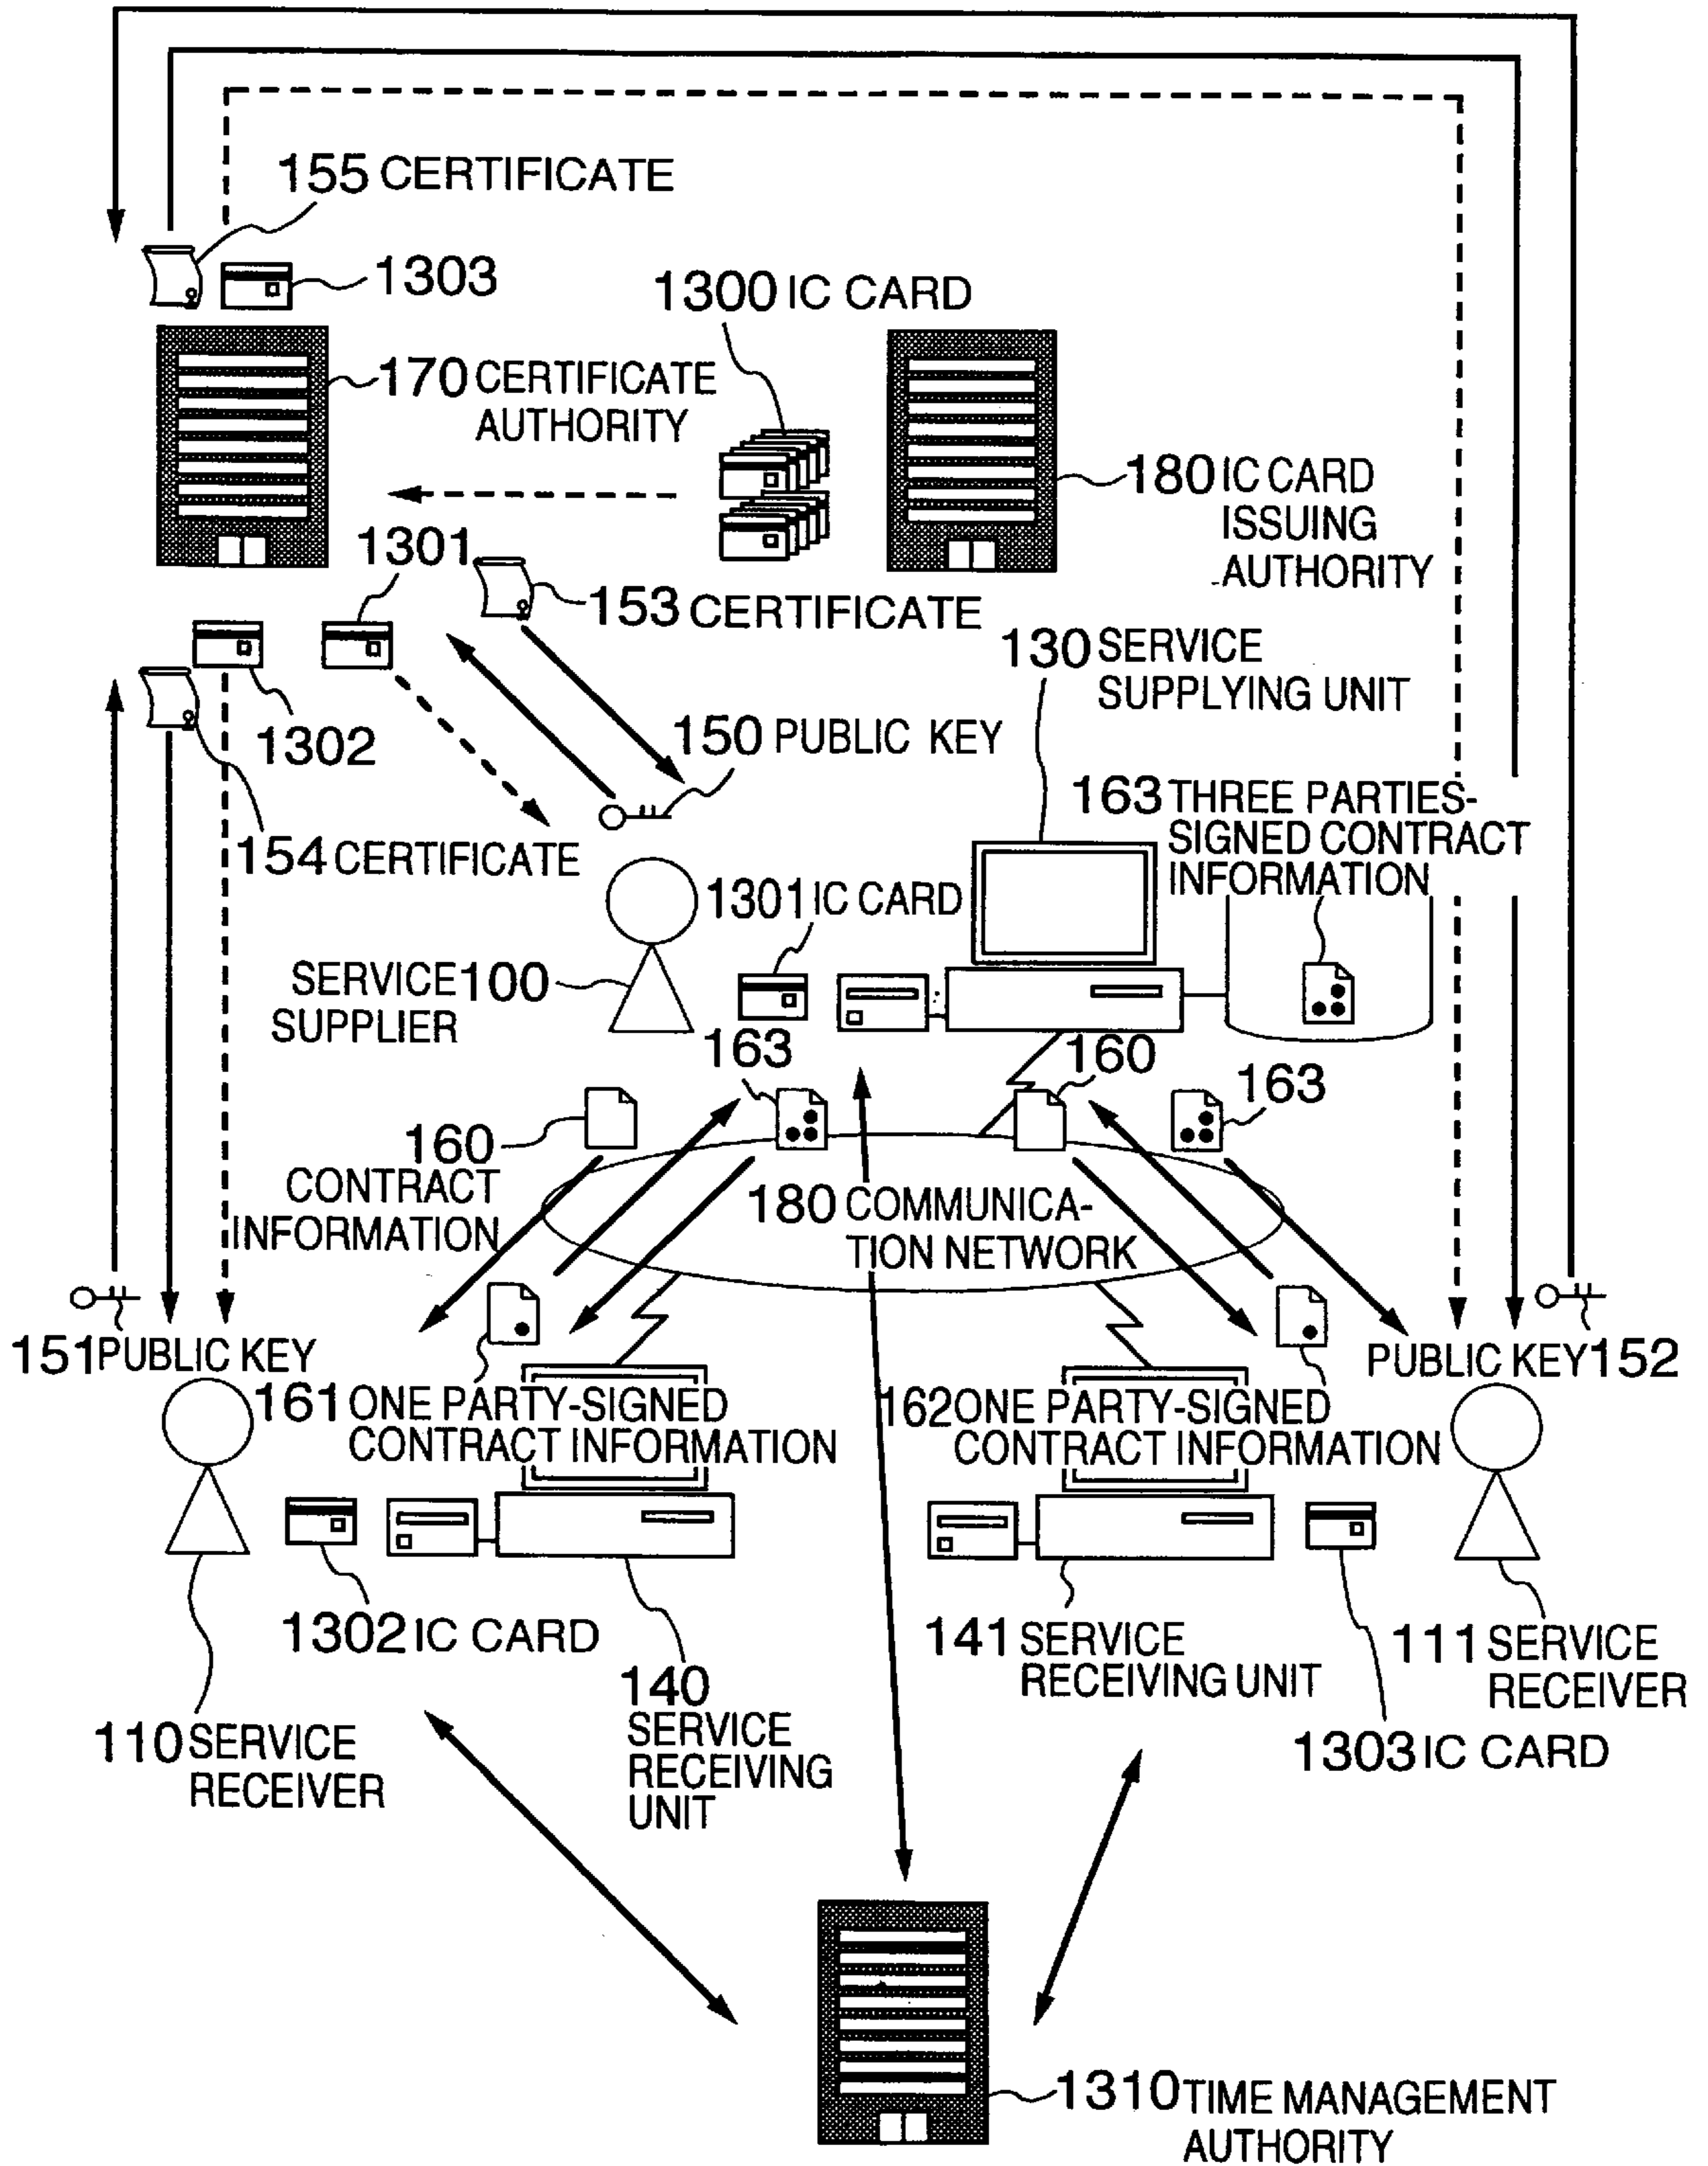 155 CERTIFICATE
1303
1300 IC CARD
170 CERTIFICATE
AUTHORITY
180 IC CARD
ISSUING
AUTHORITY
1301
153 CERTIFICATE
130 SERVICE
SUPPLYING UNIT
1302
150 PUBLIC KEY
163 THREE PARTIES-
SIGNED CONTRACT
INFORMATION
154 CERTIFICATE
1301 IC CARD
SERVICE 100
SUPPLIER
163
160
163
160
CONTRACT
INFORMATION
180 COMMUNICA-
TION NETWORK
151 PUBLIC KEY
PUBLIC KEY 152
161 ONE PARTY-SIGNED
CONTRACT INFORMATION
162 ONE PARTY-SIGNED
CONTRACT INFORMATION
1302 IC CARD
141 SERVICE
RECEIVING UNIT
111 SERVICE
RECEIVER
140
SERVICE
RECEIVING
UNIT
110 SERVICE
RECEIVER
1303 IC CARD
1310 TIME MANAGEMENT
AUTHORITY